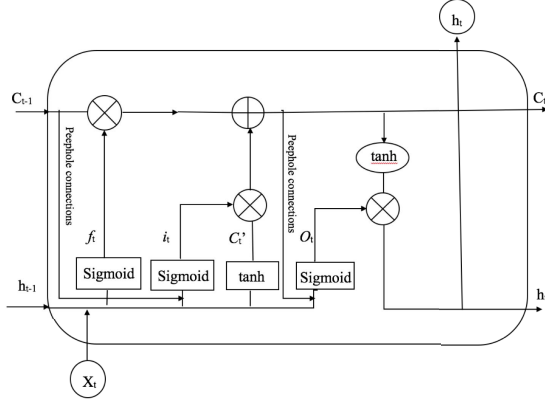 hₜ
Cₜ₋₁
Cₜ
Peephole connections
Peephole connections
tanh
fₜ
iₜ
Cₜ’
Oₜ
Sigmoid
Sigmoid
tanh
Sigmoid
hₜ₋₁
h
Xₜ